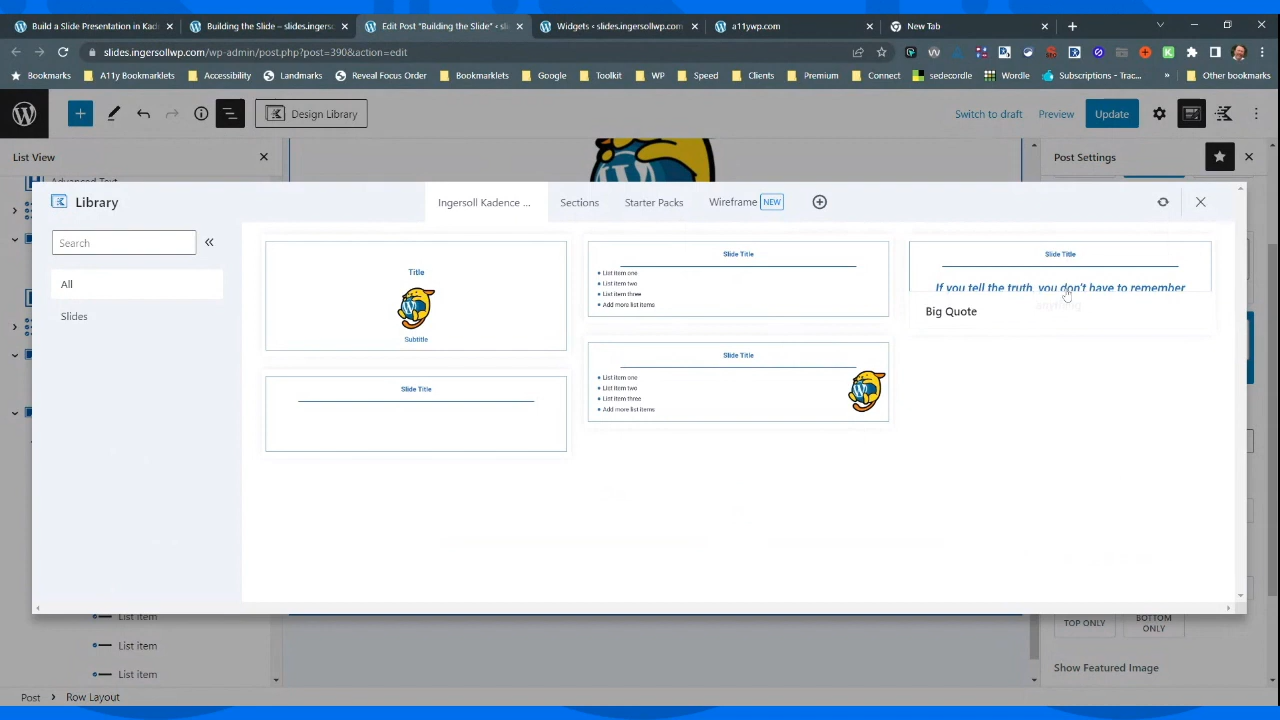 Build a Slide Presentation in Kad
Building the Slide – slides.ingers
Edit Post "Building the Slide" < sli
Widgets < slides.ingersollwp.com
a11ywp.com
New Tab
slides.ingersollwp.com/wp-admin/post.php?post=390&action=edit
Bookmarks
A11y Bookmarklets
Accessibility
Landmarks
Reveal Focus Order
Bookmarklets
Google
Toolkit
WP
Speed
Clients
Premium
Connect
sedecordle
Wordle
Subscriptions - Trac...
»
Other bookmarks
Design Library
Switch to draft
Preview
Update
List View
Post Settings
Advanced Text
Library
Ingersoll Kadence ...
Sections
Starter Packs
Wireframe NEW
Search
All
Slides
Title
Subtitle
Slide Title
Slide Title
List item one
List item two
List item three
Add more list items
Slide Title
List item one
List item two
List item three
Add more list items
Slide Title
If you tell the truth, you don't have to remember
anything
Big Quote
List item
List item
List item
TOP ONLY
BOTTOM
ONLY
Show Featured Image
Post
Row Layout